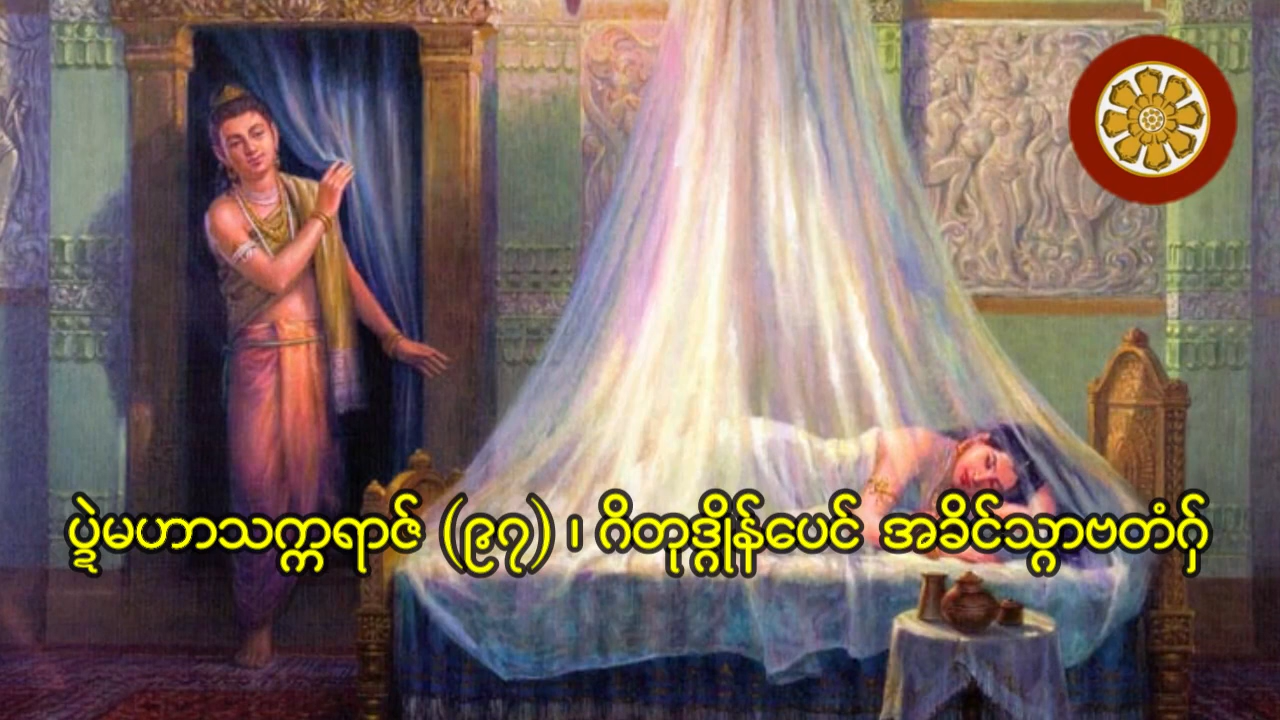 ပ္ဍဲမဟာသက္ကရာဇ် (၉၇) ၊ ဂိတုဒ္ဂိုန်ပေင် အခိင်သွာဗတံဂှ်